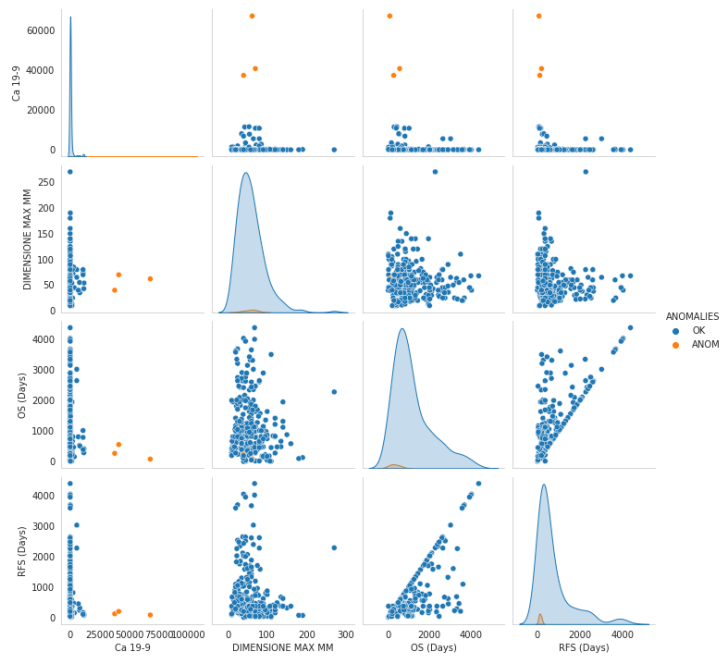 60000
40000
20000
0
Ca 19-9
250
200
150
100
50
0
DIMENSIONE MAX MM
ANOMALIES
OK
ANOM
4000
3000
2000
1000
0
OS (Days)
4000
3000
2000
1000
0
RFS (Days)
0 25000 50000 75000 100000
Ca 19-9
0 100 200 300
DIMENSIONE MAX MM
0 2000 4000
OS (Days)
0 2000 4000
RFS (Days)